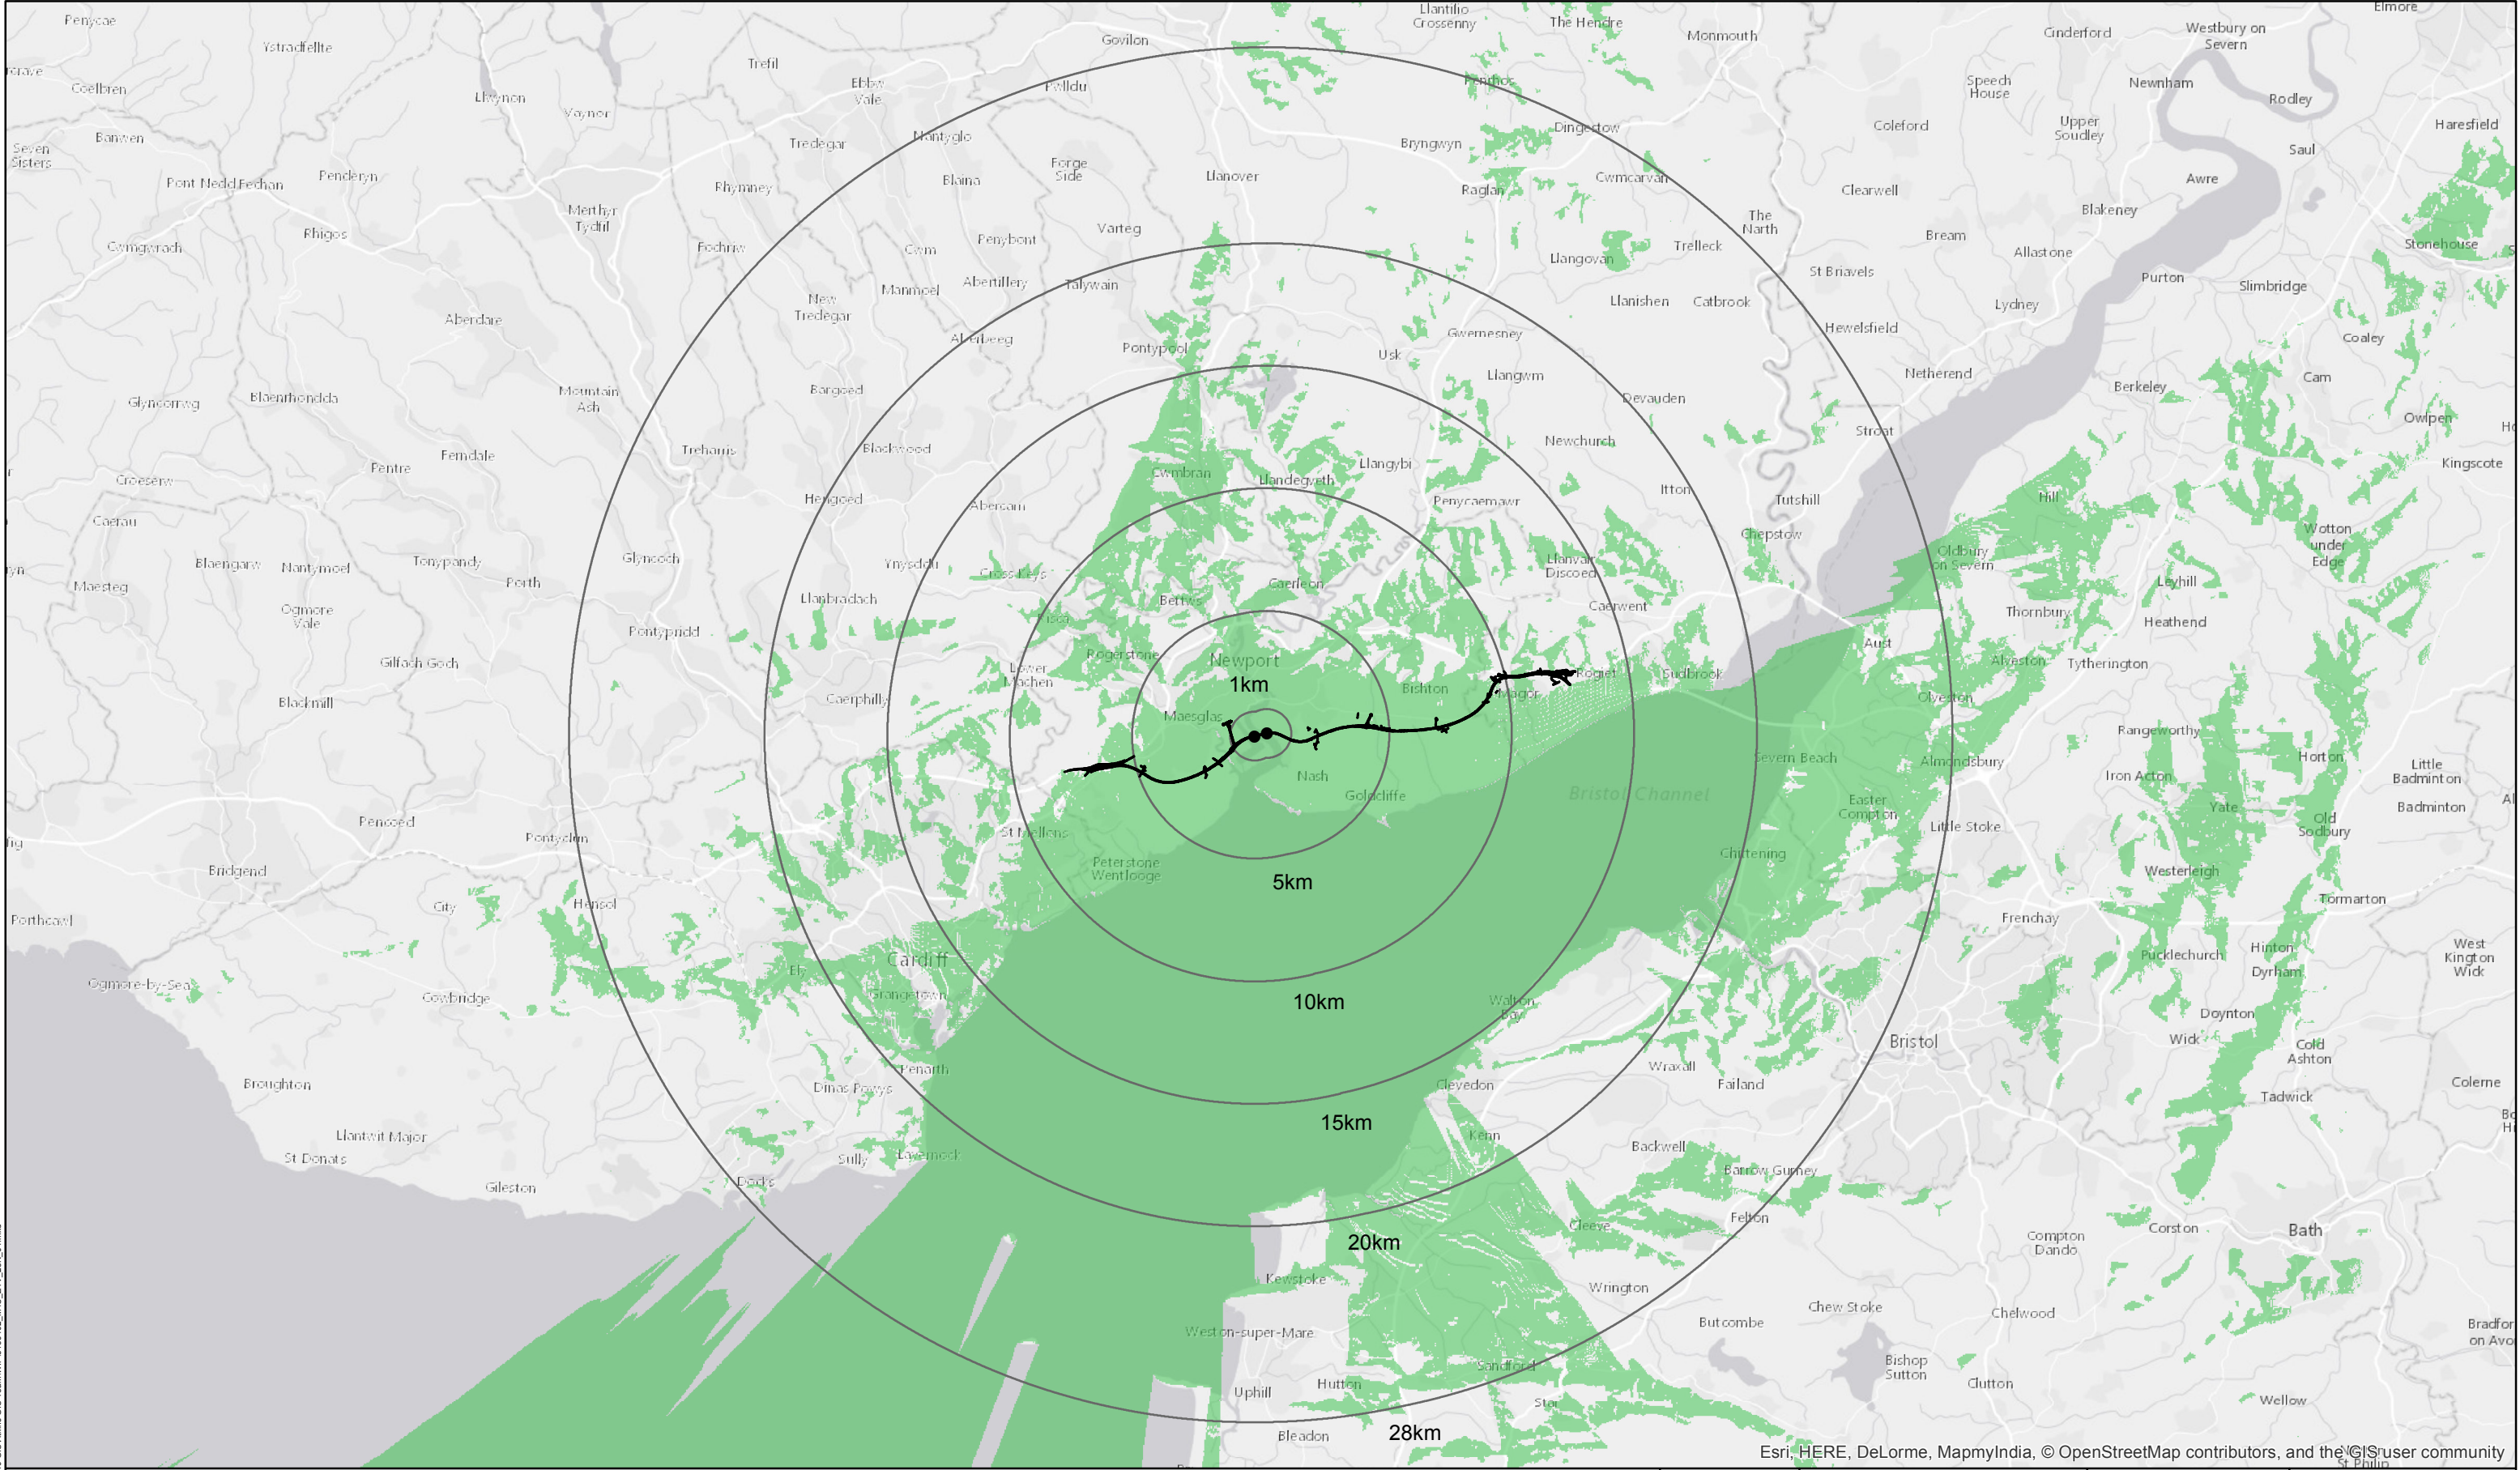 Penycae
Ystradfellte
Trefil
Govilon
Llantilio
Crossenny
The Hendre
Monmouth
Cinderford
Westbury on
Severn
Elmore
Coelbren
Llwynon
Vaynor
Ebbw
Vale
Pwlldu
Penrhos
Speech
House
Newnham
Rodley
Banwen
Seven
Sisters
Tredegar
Nantyglo
Forge
Side
Bryngwyn
Dingestow
Coleford
Upper
Soudley
Haresfield
Saul
Pont Nedd Fechan
Penderyn
Rhymney
Blaina
Llanover
Raglan
Cwmcarvan
Clearwell
Awre
Merthyr
Tydfil
Cwmgwrach
Rhigos
Fochriw
Cwm
Penybont
Varteg
The
Narth
Trelleck
Blakeney
Bream
Allastone
Stonehouse
New
Tredegar
Manmoel
Abertillery
Talywain
Llangovan
St Briavels
Purton
Slimbridge
Aberdare
Llanishen
Catbrook
Lydney
Aberbeeg
Pontypool
Usk
Gwernesney
Hewelsfield
Coaley
Glyncorrwg
Blaenrhondda
Mountain
Ash
Bargoed
Llangwm
Devauden
Netherend
Berkeley
Cam
Owlpen
Treharris
Blackwood
Newchurch
Stroat
Croeserw
Pentre
Ferndale
Cwmbran
Llandegveth
Llangybi
Kingscote
Caerau
Hengoed
Abercarn
Penycaemawr
Itton
Tutshill
Hill
Blaengarw
Nantymoel
Tonypandy
Glyncoch
Chepstow
Wotton
under
Edge
Maesteg
Porth
Ynysddu
Cross Keys
Caerleon
Llanvair
Discoed
Oldbury
on Severn
Leyhill
Ogmore
Vale
Llanbradach
Bettws
Caerwent
Thornbury
Heathend
Pontypridd
Risca
Gilfach Goch
Lower
Machen
Rogerstone
Newport
1km
Bishton
Magor
Rogiet
Sudbrook
Aust
Alveston
Tytherington
Blackmill
Caerphilly
Maesglas
Olveston
Rangeworthy
Nash
Goldcliffe
Bristol Channel
Severn Beach
Almondsbury
Iron Acton
Horton
Little
Badminton
Badminton
Pencoed
Pontyclun
St Mellons
Easter
Compton
Little Stoke
Yate
Old
Sodbury
Bridgend
Peterstone
Wentlooge
5km
Chittening
Westerleigh
Porthcawl
City
Hensol
Frenchay
Tormarton
Ogmore-by-Sea
Cowbridge
Ely
Cardiff
Grangetown
10km
Walton
Bay
Pucklechurch
Hinton
Dyrham
West
Kington
Wick
Doynton
Bristol
Wick
Cold
Ashton
Broughton
Dinas Powys
Penarth
Clevedon
Wraxall
Failand
Colerne
Tadwick
Llantwit Major
15km
Kenn
Backwell
St Donats
Sully
Lavernock
Barrow Gurney
Gileston
Docks
Cleeve
Felton
Corston
Bath
20km
Compton
Dando
Kewstoke
Wrington
Weston-super-Mare
Butcombe
Chew Stoke
Chelwood
Bradfor
on Avo
Sandford
Bishop
Sutton
Uphill
Hutton
Clutton
Star
Wellow
Bleadon
28km
Esri, HERE, DeLorme, MapmyIndia, © OpenStreetMap contributors, and the GIS user community